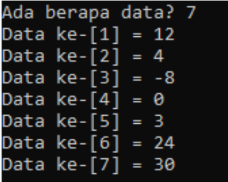 Ada berapa data? 7
Data ke-[1] = 12
Data ke-[2] = 4
Data ke-[3] = -8
Data ke-[4] = 0
Data ke-[5] = 3
Data ke-[6] = 24
Data ke-[7] = 30